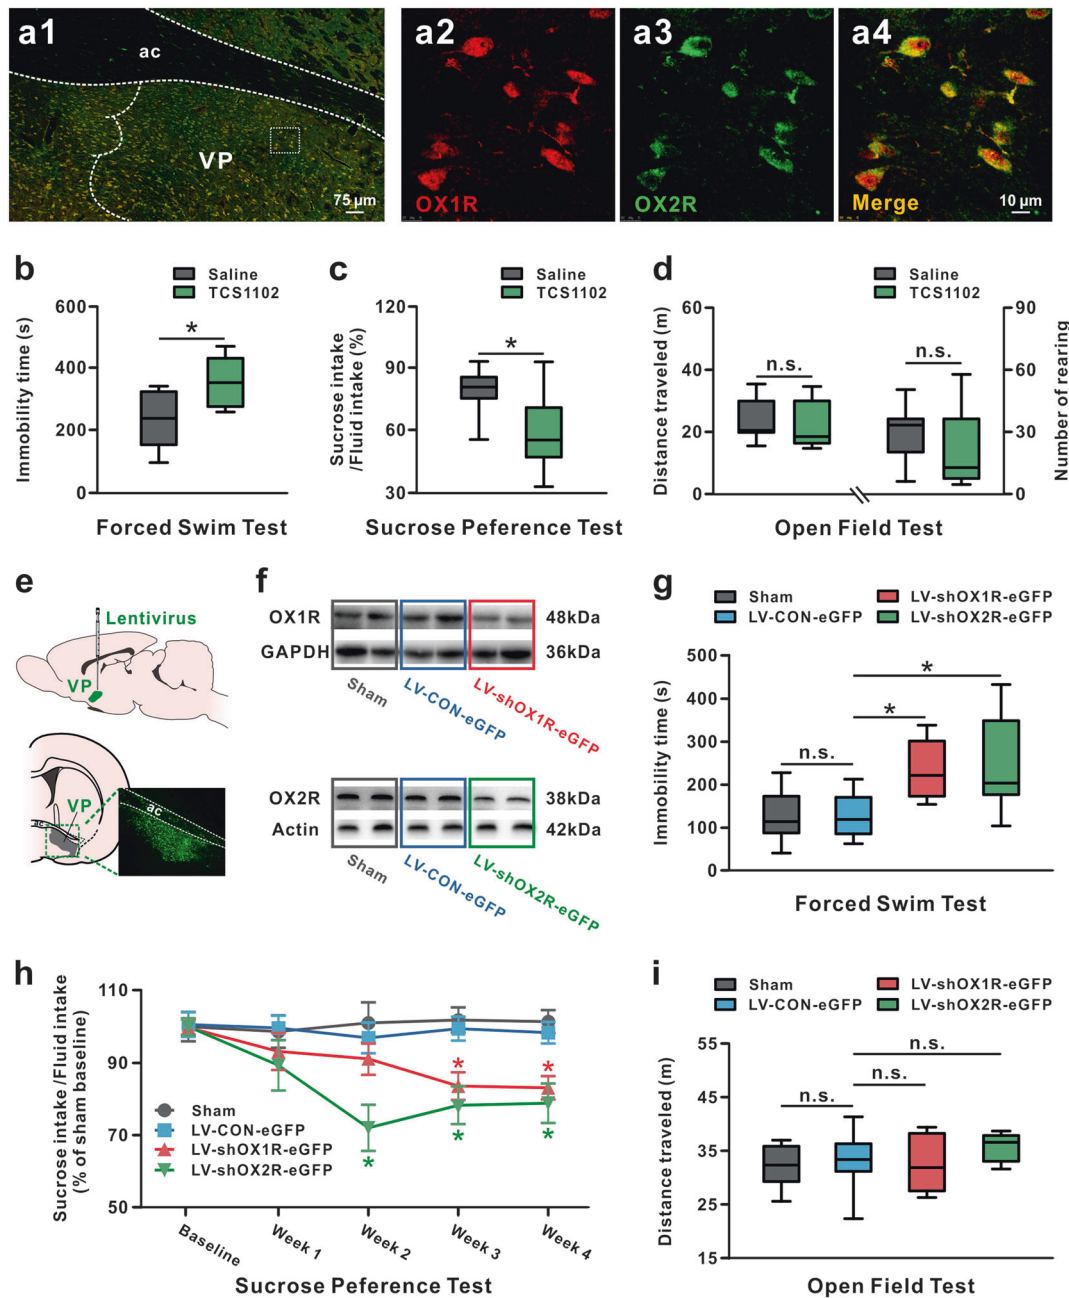 a1
ac
VP
75 μm
a2
OX1R
a3
OX2R
a4
Merge
10 μm
b
Saline
TCS1102
Immobility time (s)
600
400
200
0
*
Forced Swim Test
c
Saline
TCS1102
Sucrose intake
/Fluid intake (%)
120
90
60
30
*
Sucrose Peference Test
d
Saline
TCS1102
Distance traveled (m)
60
40
20
0
n.s.
n.s.
90
60
30
0
Number of rearing
Open Field Test
e
Lentivirus
VP
VP
ac
ac
f
OX1R
48kDa
GAPDH
36kDa
Sham
LV-CON-eGFP
LV-shOX1R-eGFP
OX2R
38kDa
Actin
42kDa
Sham
LV-CON-eGFP
LV-shOX2R-eGFP
g
Sham
LV-shOX1R-eGFP
LV-CON-eGFP
LV-shOX2R-eGFP
Immobility time (s)
500
400
300
200
100
0
n.s.
*
*
Forced Swim Test
h
Sucrose intake /Fluid intake
(% of sham baseline)
110
90
70
50
Sham
LV-CON-eGFP
LV-shOX1R-eGFP
LV-shOX2R-eGFP
* *
* * *
Baseline
Week 1
Week 2
Week 3
Week 4
Sucrose Peference Test
i
Sham
LV-shOX1R-eGFP
LV-CON-eGFP
LV-shOX2R-eGFP
Distance traveled (m)
55
45
35
25
15
n.s.
n.s.
n.s.
Open Field Test